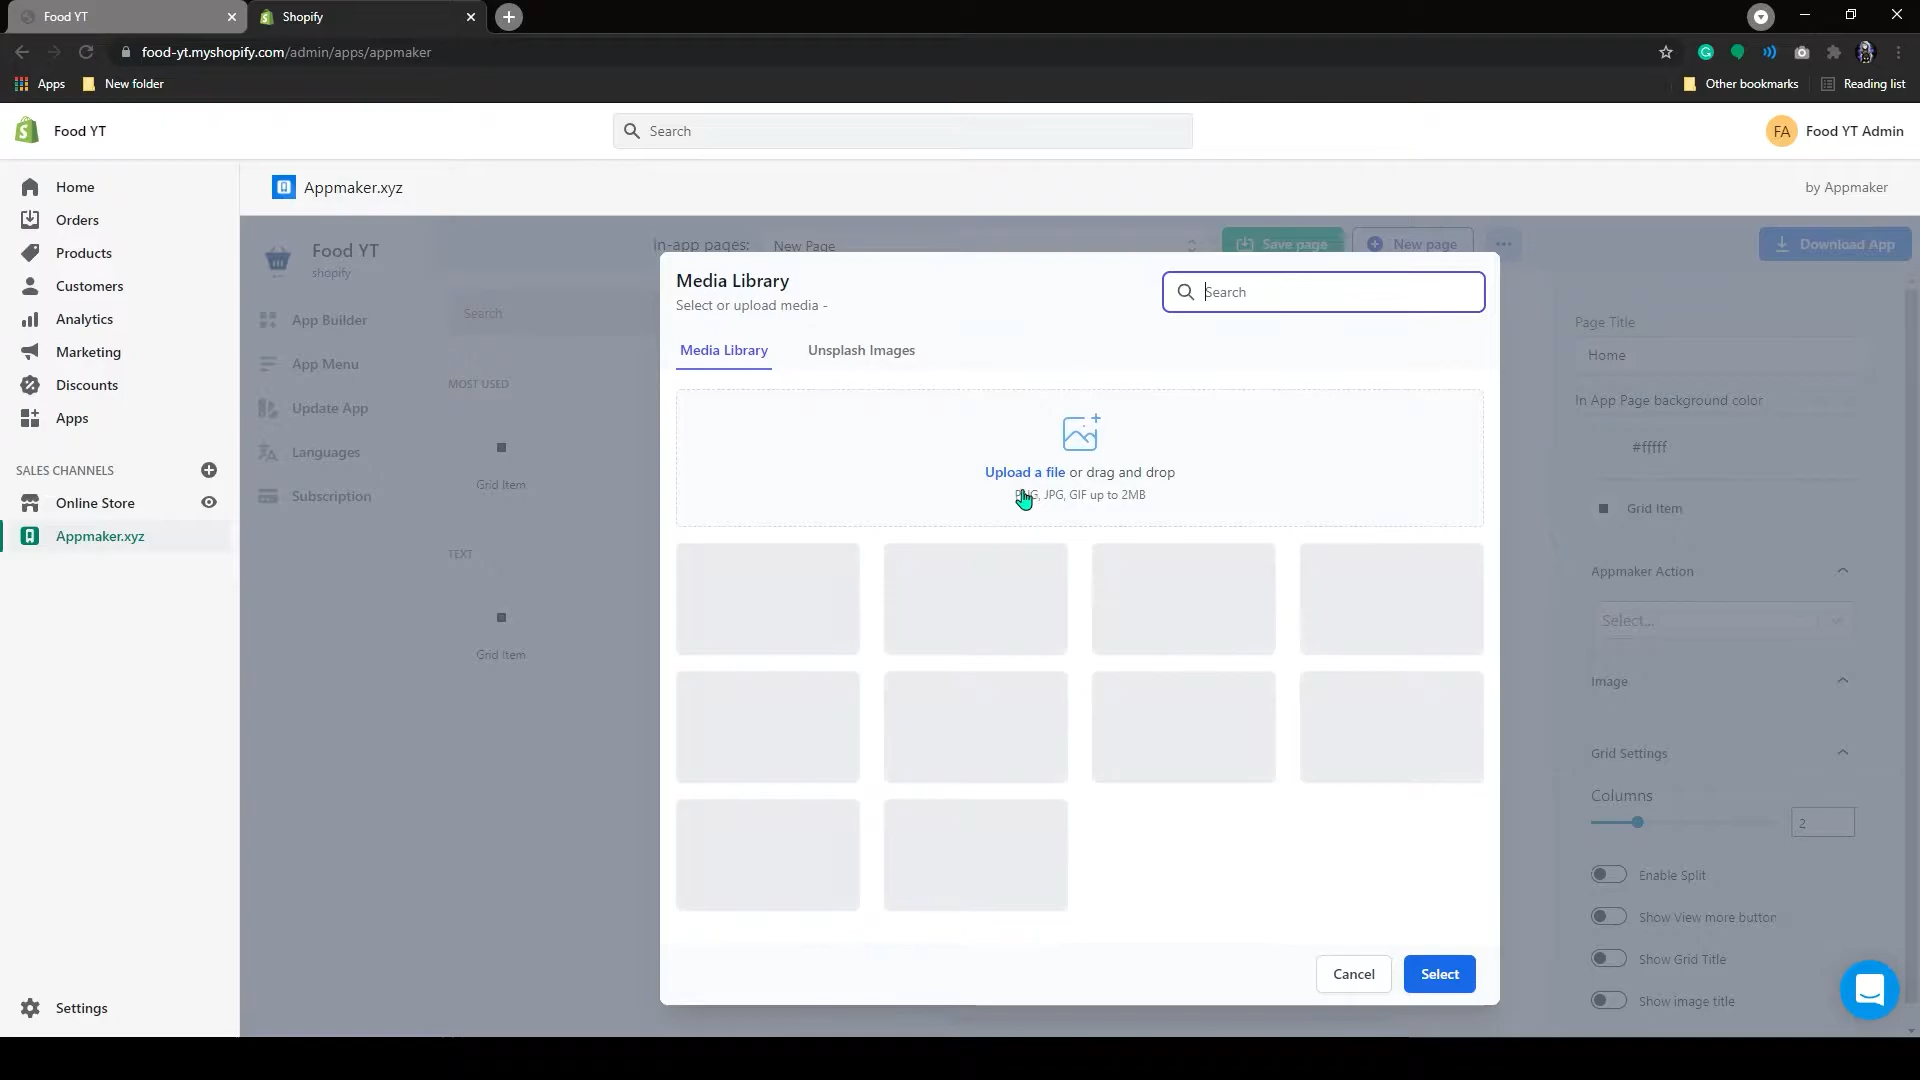 Food YT
Shopify
food-yt.myshopify.com/admin/apps/appmaker
Apps
New folder
Other bookmarks
Reading list
Food YT
Search
FA
Food YT Admin
Home
Orders
Products
Customers
Analytics
Marketing
Discounts
Apps
SALES CHANNELS
Online Store
Appmaker.xyz
Settings
Appmaker.xyz
by Appmaker
Food YT
shopify
In-app pages:
New Page
Save page
New page
Download App
App Builder
App Menu
Update App
Languages
Subscription
Search
MOST USED
Grid Item
TEXT
Grid Item
Media Library
Select or upload media -
Search
Media Library
Unsplash Images
Upload a file or drag and drop
PNG, JPG, GIF up to 2MB
Cancel
Select
Page Title
Home
In App Page background color
#fffff
Grid Item
Appmaker Action
Select...
Image
Grid Settings
Columns
2
Enable Split
Show View more button
Show Grid Title
Show image title